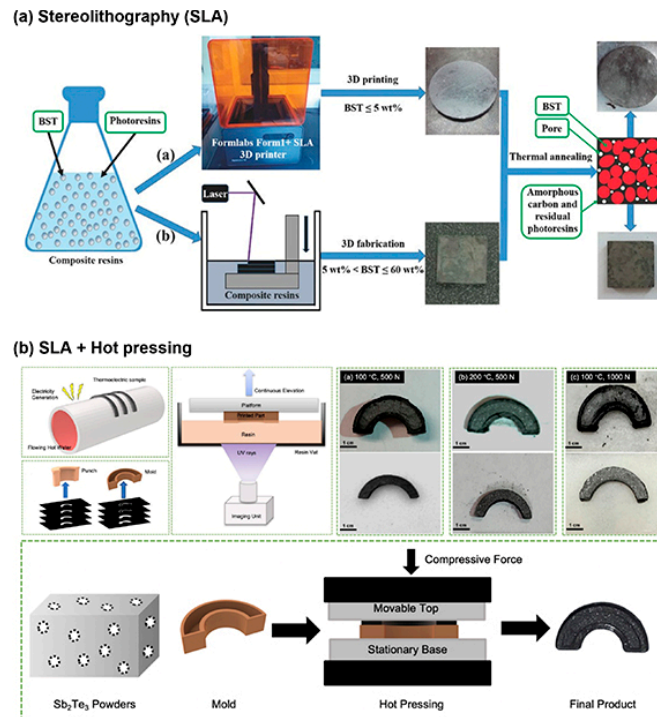 (a) Stereolithography (SLA)
BST
Photoresins
(a)
(b)
Composite resins
Formlabs Form1+ SLA
3D printer
Laser
Composite resins
3D printing
BST ≤ 5 wt%
3D fabrication
5 wt% < BST ≤ 60 wt%
Thermal annealing
BST
Pore
Amorphous
carbon and
residual
photoresins
(b) SLA + Hot pressing
Thermoelectric sample
Electricity
Generation
Flowing Hot Water
Punch
Mold
Continuous Elevation
Platform
Printed Part
Resin
Resin Vat
UV rays
Imaging Unit
(a) 100 °C, 500 N
1 cm
1 cm
(b) 200 °C, 500 N
1 cm
1 cm
(c) 100 °C, 1000 N
1 cm
1 cm
Compressive Force
Movable Top
Stationary Base
Sb₂Te₃ Powders
Mold
Hot Pressing
Final Product